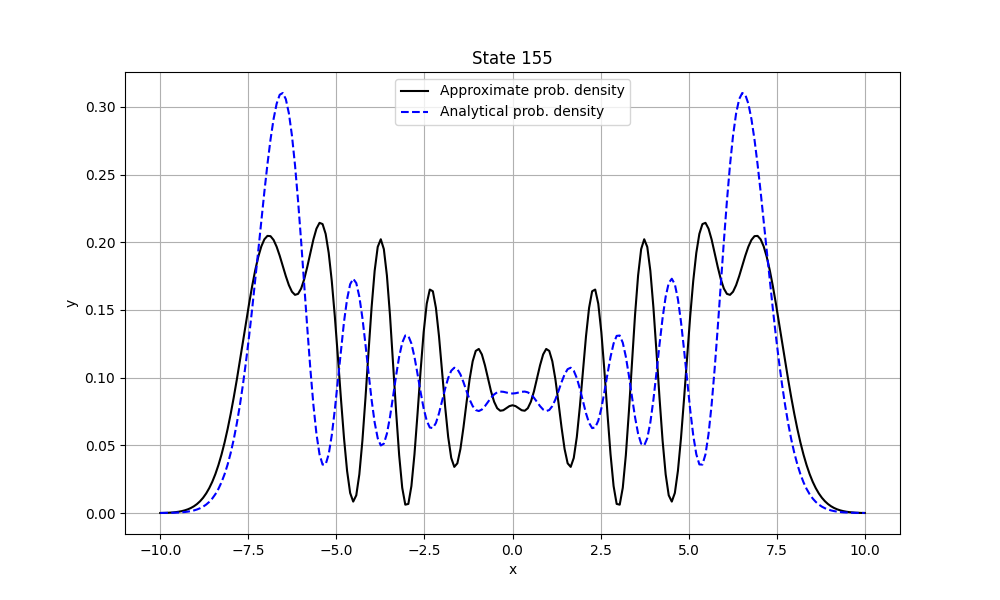 State 155
Approximate prob. density
Analytical prob. density
y
0.30
0.25
0.20
0.15
0.10
0.05
0.00
−10.0 −7.5 −5.0 −2.5 0.0 2.5 5.0 7.5 10.0
x